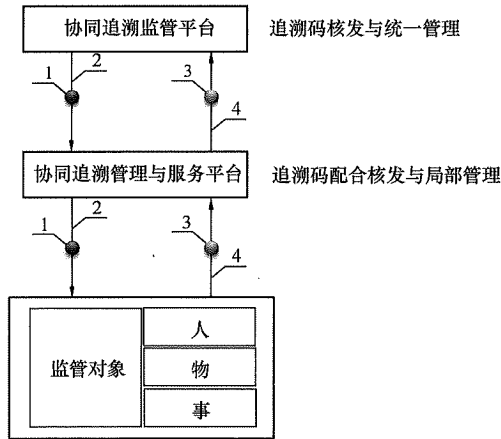 协同追溯监管平台 追溯码核发与统一管理
1 2 3 4
协同追溯管理与服务平台 追溯码配合核发与局部管理
1 2 3 4
监管对象
人
物
事